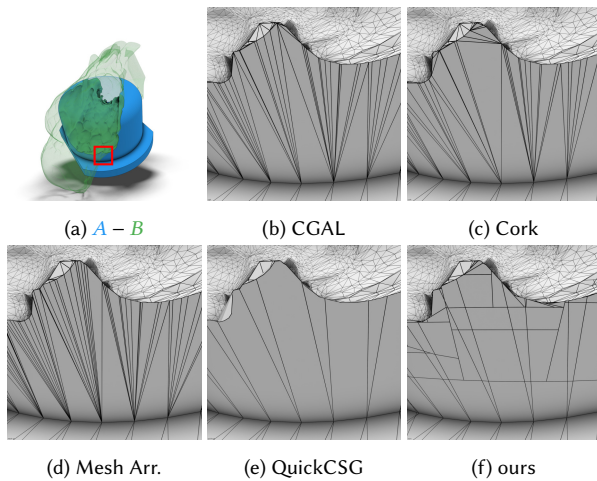 (a) A – B
(b) CGAL
(c) Cork
(d) Mesh Arr.
(e) QuickCSG
(f) ours